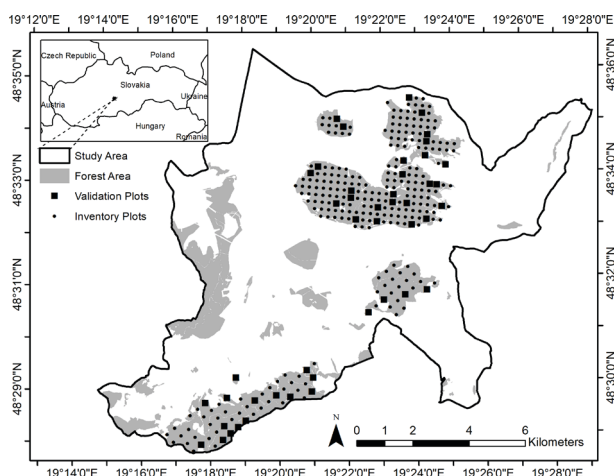 19°12'0"E 19°14'0"E 19°16'0"E 19°18'0"E 19°20'0"E 19°22'0"E 19°24'0"E 19°26'0"E 19°28'0"E
48°35'0"N
48°33'0"N
48°31'0"N
48°29'0"N
48°36'0"N
48°34'0"N
48°32'0"N
48°30'0"N
Czech Republic
Poland
Slovakia
Ukraine
Austria
Hungary
Romania
Study Area
Forest Area
Validation Plots
Inventory Plots
N
0 1 2 4 6
Kilometers
19°14'0"E 19°16'0"E 19°18'0"E 19°20'0"E 19°22'0"E 19°24'0"E 19°26'0"E 19°28'0"E